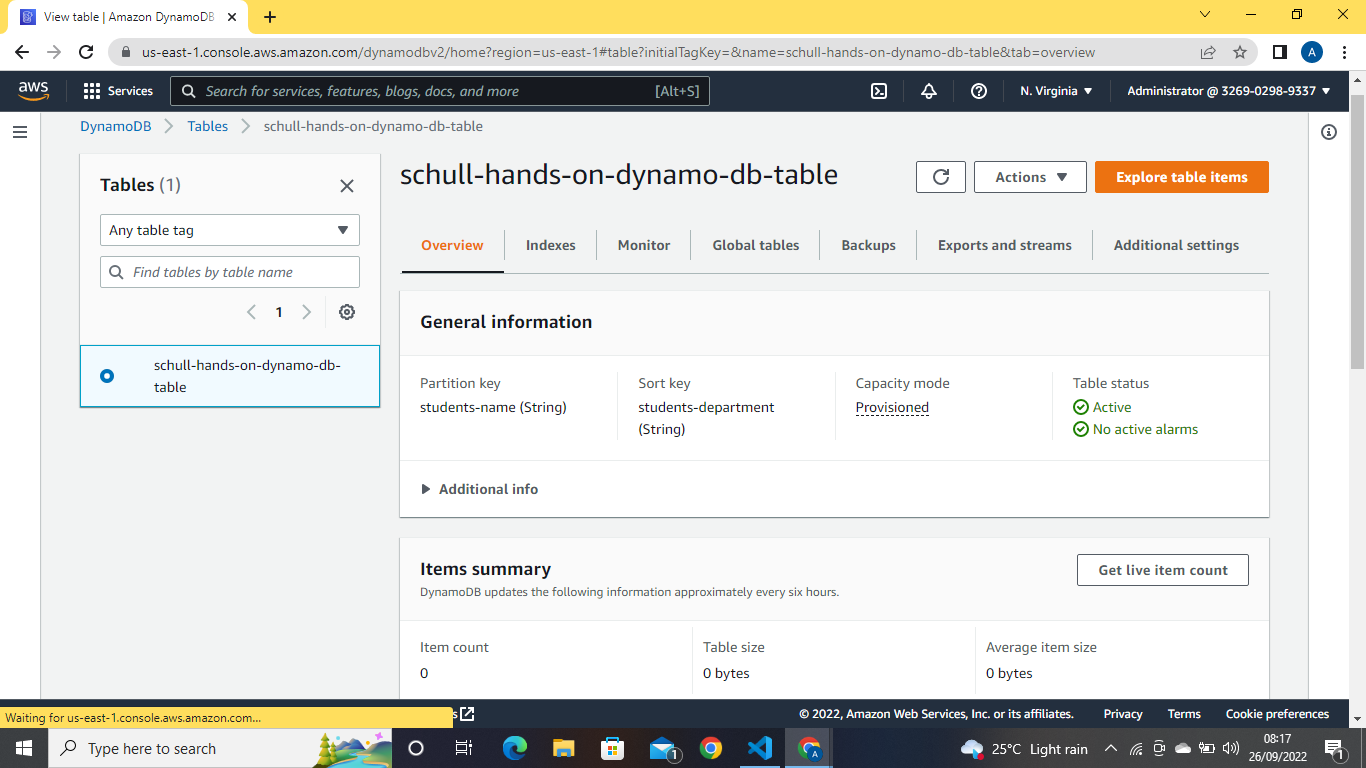 View table | Amazon DynamoDB
us-east-1.console.aws.amazon.com/dynamodbv2/home?region=us-east-1#table?initialTagKey=&name=schull-hands-on-dynamo-db-table&tab=overview
A
aws
Services
Search for services, features, blogs, docs, and more
[Alt+S]
N. Virginia
Administrator @ 3269-0298-9337
DynamoDB
Tables
schull-hands-on-dynamo-db-table
Tables (1)
Any table tag
Find tables by table name
1
schull-hands-on-dynamo-db-
table
schull-hands-on-dynamo-db-table
Actions
Explore table items
Overview
Indexes
Monitor
Global tables
Backups
Exports and streams
Additional settings
General information
Partition key
students-name (String)
Sort key
students-department
(String)
Capacity mode
Provisioned
Table status
Active
No active alarms
Additional info
Items summary
Get live item count
DynamoDB updates the following information approximately every six hours.
Item count
0
Table size
0 bytes
Average item size
0 bytes
Waiting for us-east-1.console.aws.amazon.com...
© 2022, Amazon Web Services, Inc. or its affiliates.
Privacy
Terms
Cookie preferences
Type here to search
1
A
25°C Light rain
08:17
26/09/2022
1